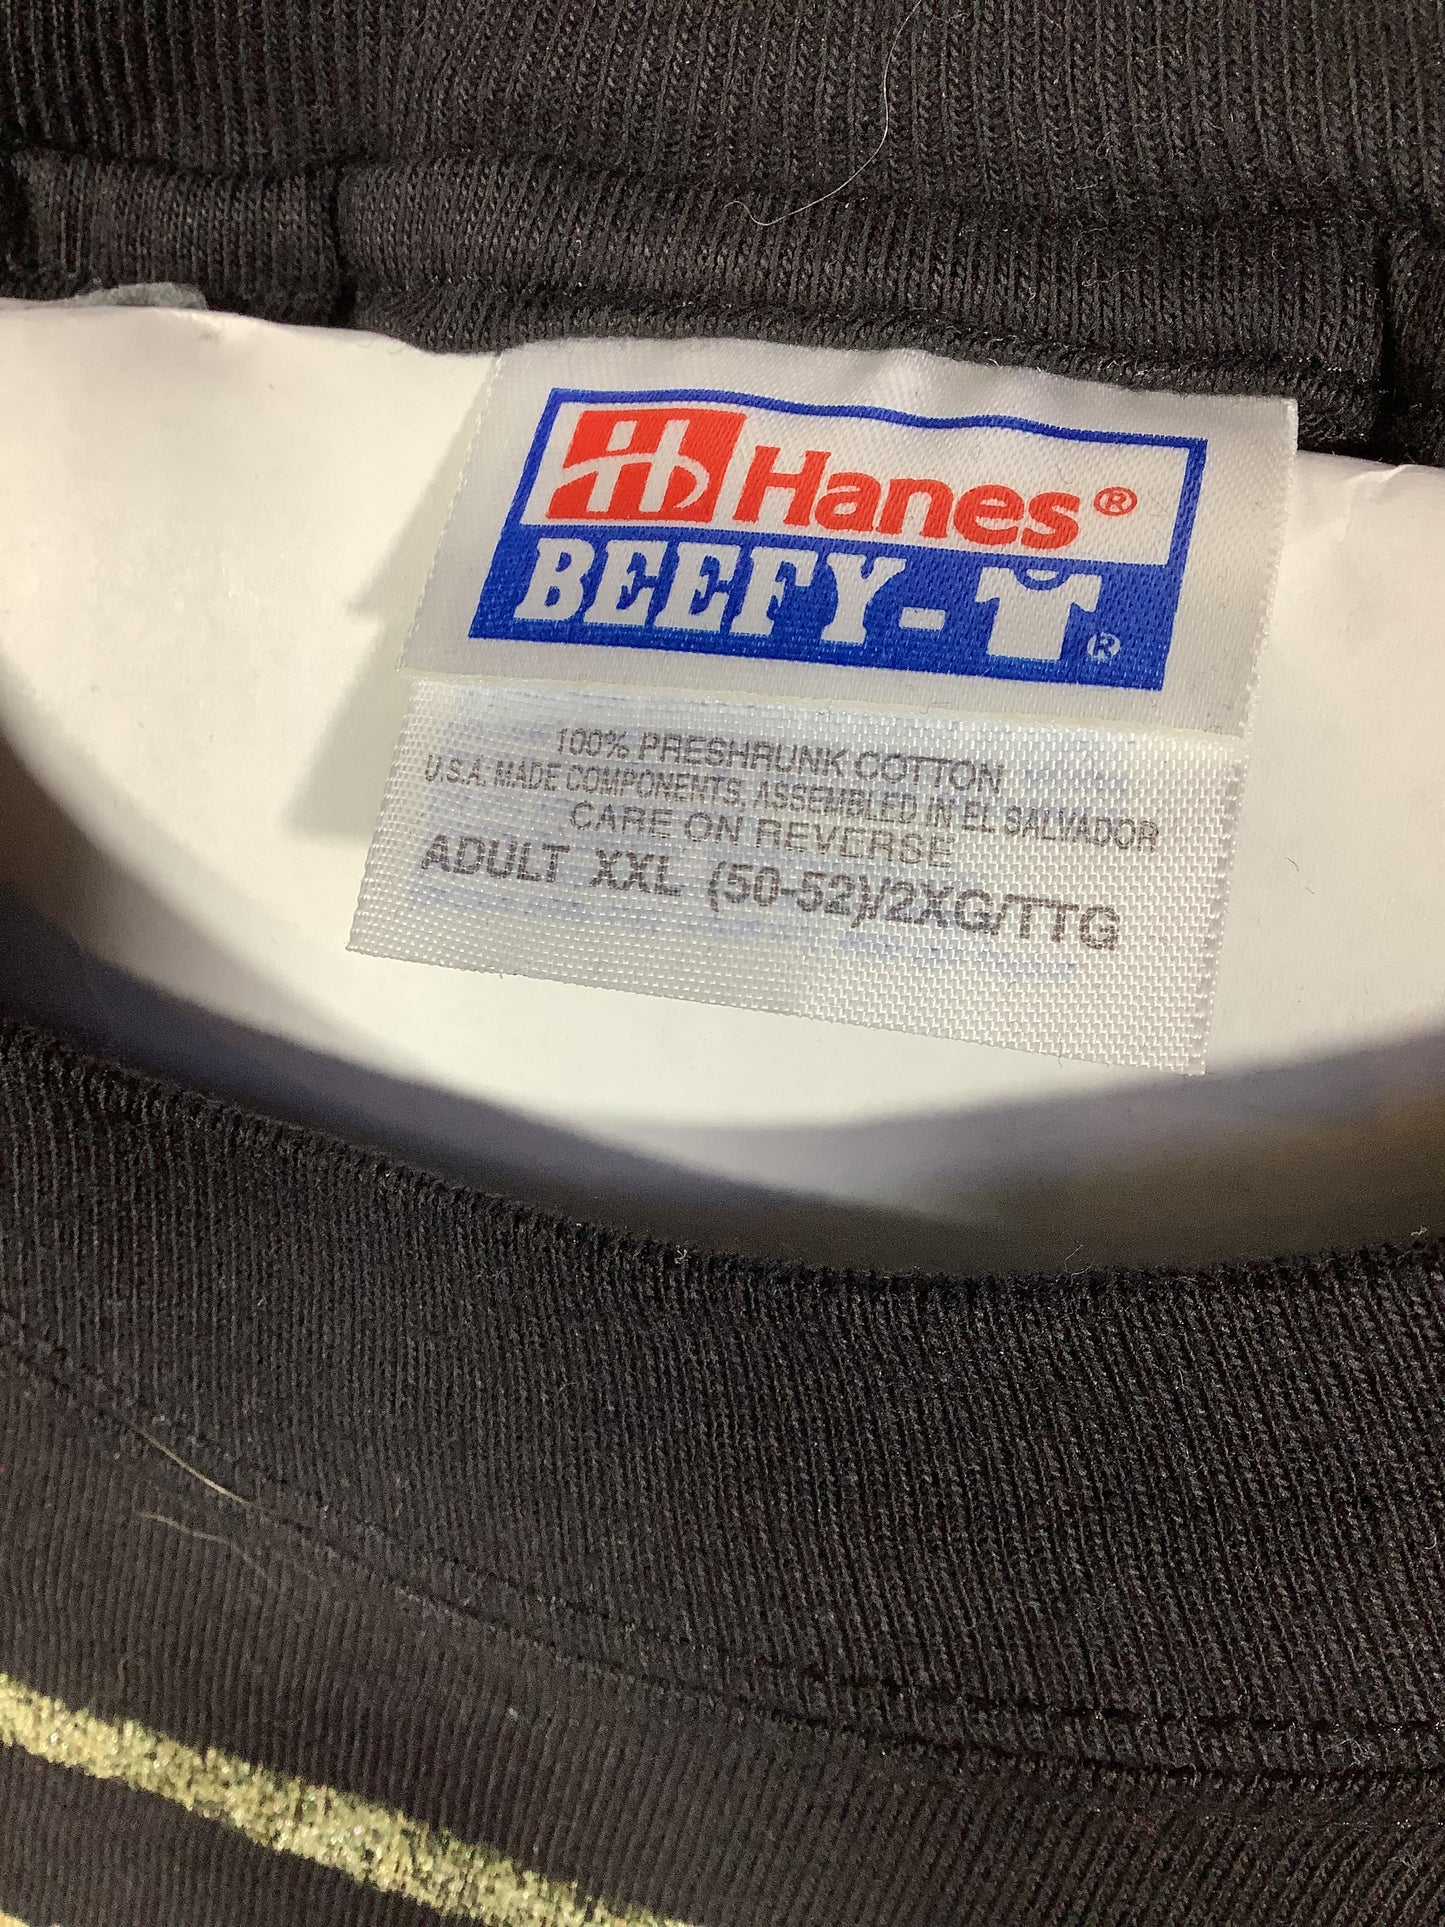 Hanes®
BEEFY-T®
100% PRESHRUNK COTTON
U.S.A. MADE COMPONENTS, ASSEMBLED IN EL SALVADOR
CARE ON REVERSE
ADULT XXL (50-52)/2XG/TTG